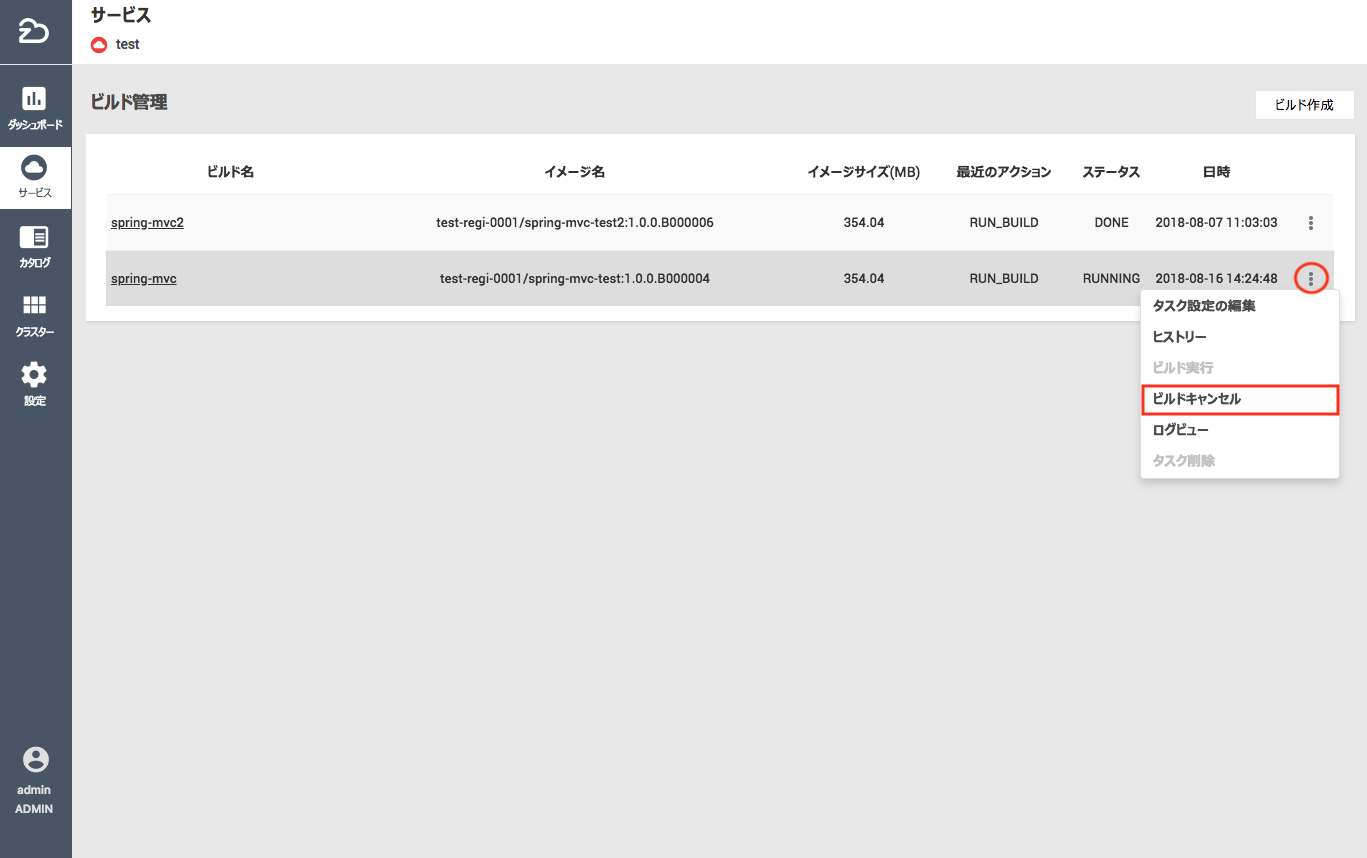 サービス
test
ダッシュボード
サービス
カタログ
クラスター
設定
admin
ADMIN
ビルド管理
ビルド作成
ビルド名 イメージ名 イメージサイズ(MB) 最近のアクション ステータス 日時
spring-mvc2 test-regi-0001/spring-mvc-test2:1.0.0.B000006 354.04 RUN_BUILD DONE 2018-08-07 11:03:03
spring-mvc test-regi-0001/spring-mvc-test:1.0.0.B000004 354.04 RUN_BUILD RUNNING 2018-08-16 14:24:48
タスク設定の編集
ヒストリー
ビルド実行
ビルドキャンセル
ログビュー
タスク削除